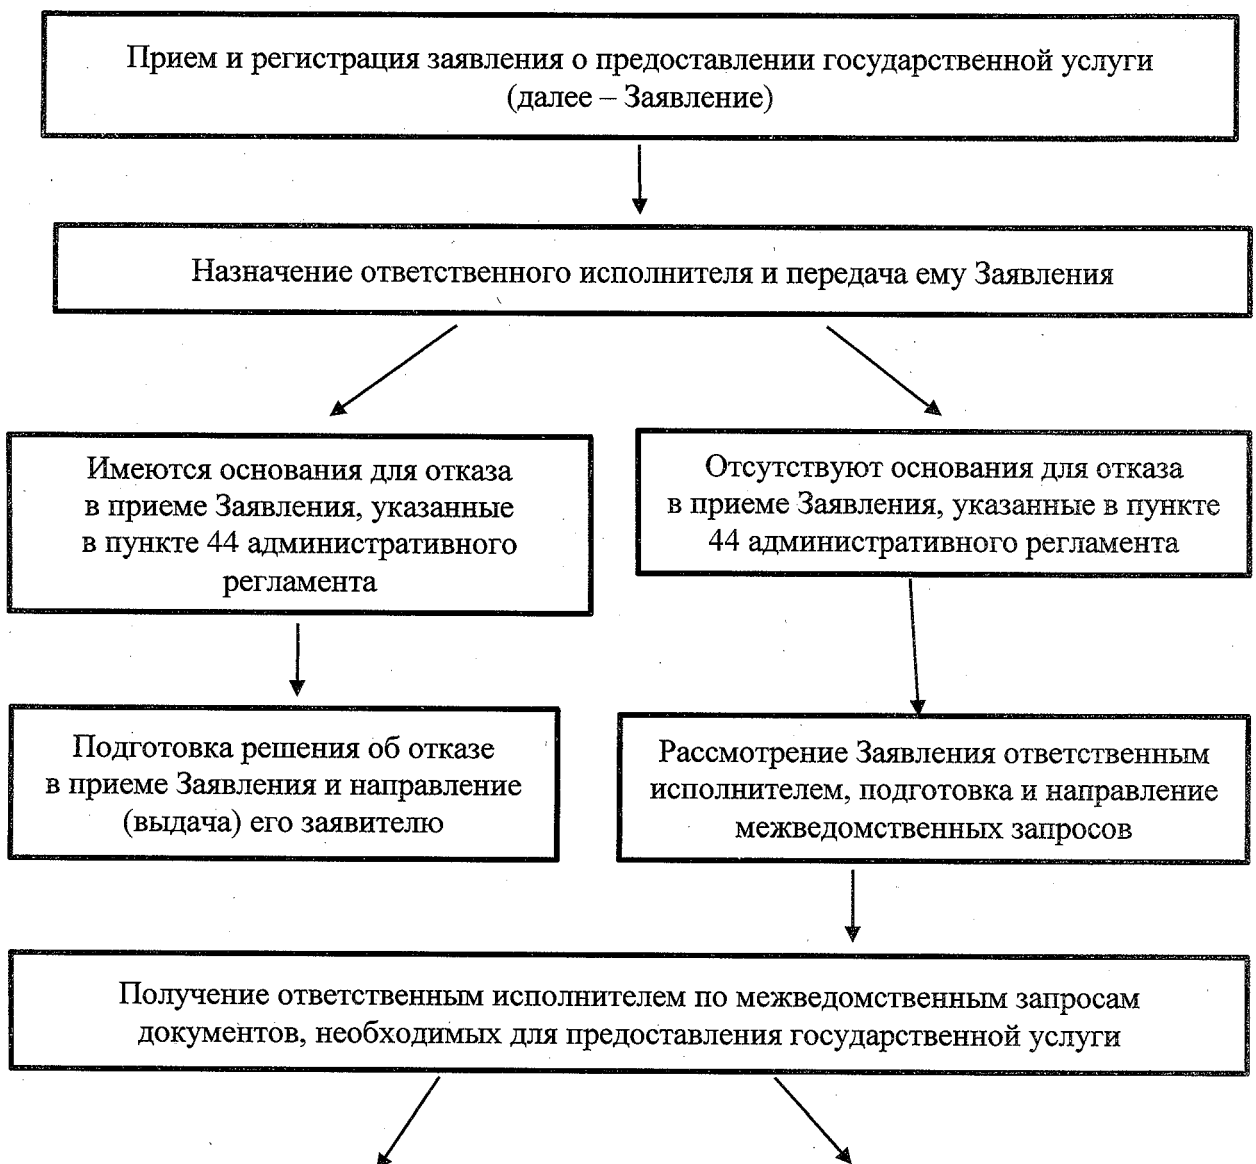 Прием и регистрация заявления о предоставлении государственной услуги
(далее – Заявление)
Назначение ответственного исполнителя и передача ему Заявления
Имеются основания для отказа
в приеме Заявления, указанные
в пункте 44 административного
регламента
Отсутствуют основания для отказа
в приеме Заявления, указанные в пункте
44 административного регламента
Подготовка решения об отказе
в приеме Заявления и направление
(выдача) его заявителю
Рассмотрение Заявления ответственным
исполнителем, подготовка и направление
межведомственных запросов
Получение ответственным исполнителем по межведомственным запросам
документов, необходимых для предоставления государственной услуги